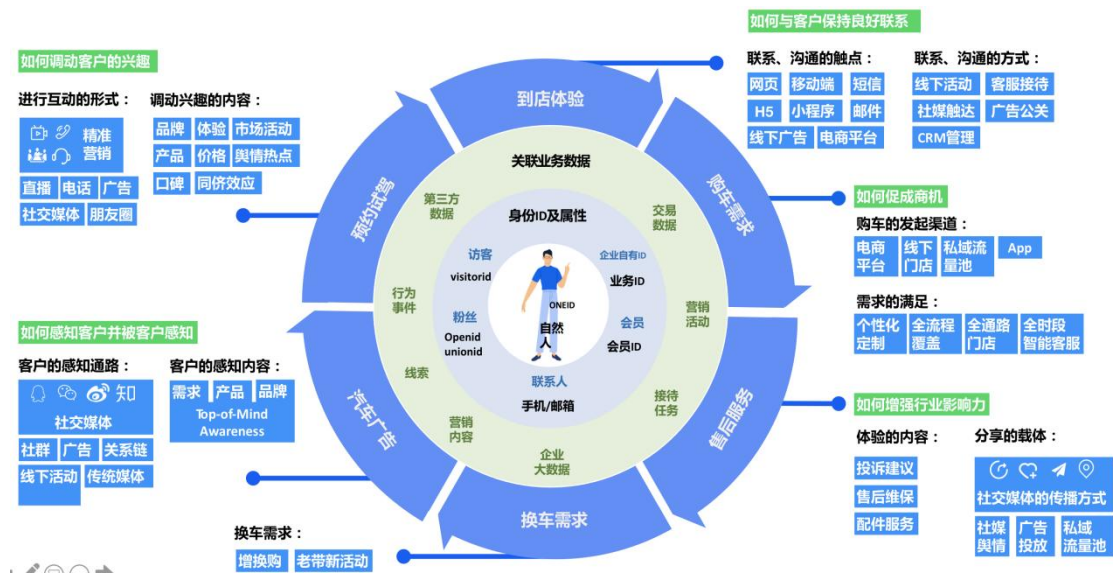 如何调动客户的兴趣
进行互动的形式：
精准
营销
直播 电话 广告
社交媒体 朋友圈
调动兴趣的内容：
品牌 体验 市场活动
产品 价格 舆情热点
口碑 同侪效应
如何感知客户并被客户感知
客户的感知通路：
知
社交媒体
社群 广告 关系链
线下活动 传统媒体
客户的感知内容：
需求 产品 品牌
Top-of-Mind
Awareness
换车需求：
增换购 老带新活动
到店体验
购车需求
售后服务
换车需求
汽车广告
预约试驾
关联业务数据
第三方
数据
交易
数据
行为
事件
营销
活动
线索
接待
任务
营销
内容
企业
大数据
身份ID及属性
访客
visitorid
企业自有ID
业务ID
粉丝
Openid
unionid
会员
会员ID
ONEID
自然
人
联系人
手机/邮箱
如何与客户保持良好联系
联系、沟通的触点：
网页 移动端 短信
H5 小程序 邮件
线下广告 电商平台
联系、沟通的方式：
线下活动 客服接待
社媒触达 广告公关
CRM管理
如何促成商机
购车的发起渠道：
电商
平台
线下
门店
私域流
量池
App
需求的满足：
个性化
定制
全流程
覆盖
全通路
门店
全时段
智能客服
如何增强行业影响力
体验的内容：
投诉建议
售后维保
配件服务
分享的载体：
社交媒体的传播方式
社媒
舆情
广告
投放
私域
流量池